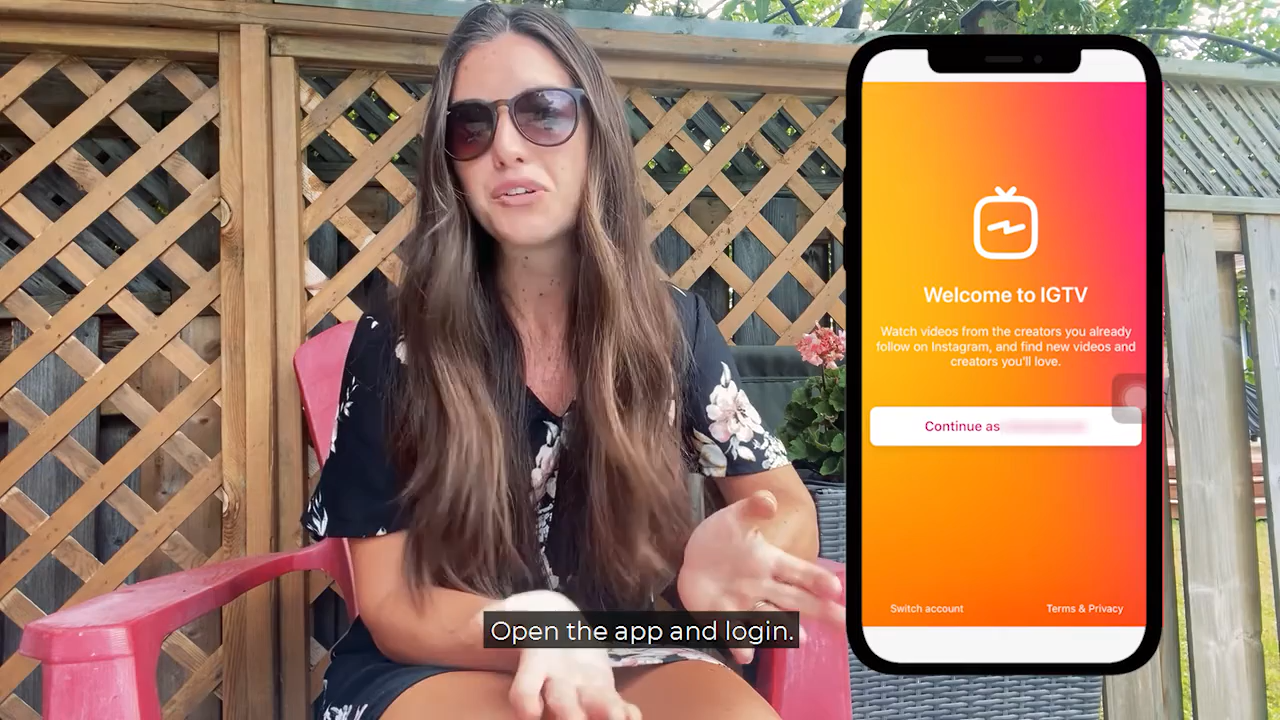 Welcome to IGTV
Watch videos from the creators you already
follow on Instagram, and find new videos and
creators you'll love.
Continue as
Switch account
Terms & Privacy
Open the app and login.